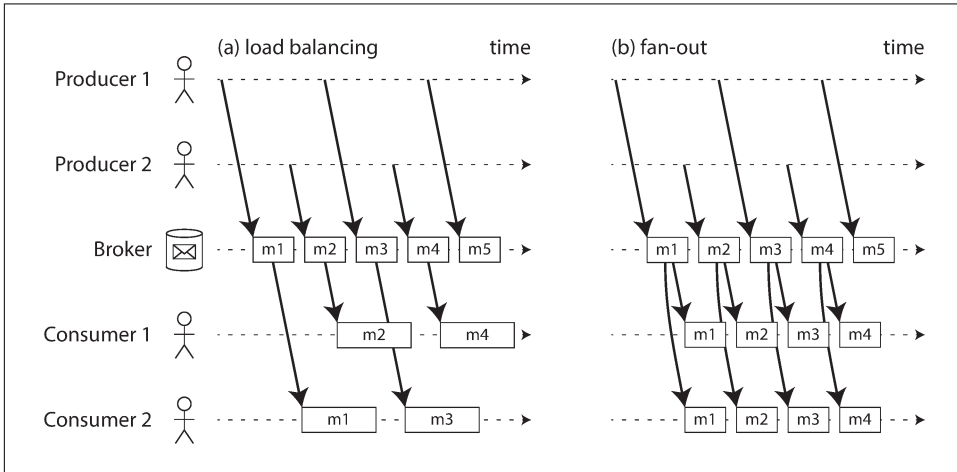 (a) load balancing time (b) fan-out time
Producer 1
Producer 2
Broker m1 m2 m3 m4 m5 m1 m2 m3 m4 m5
Consumer 1 m2 m4 m1 m2 m3 m4
Consumer 2 m1 m3 m1 m2 m3 m4